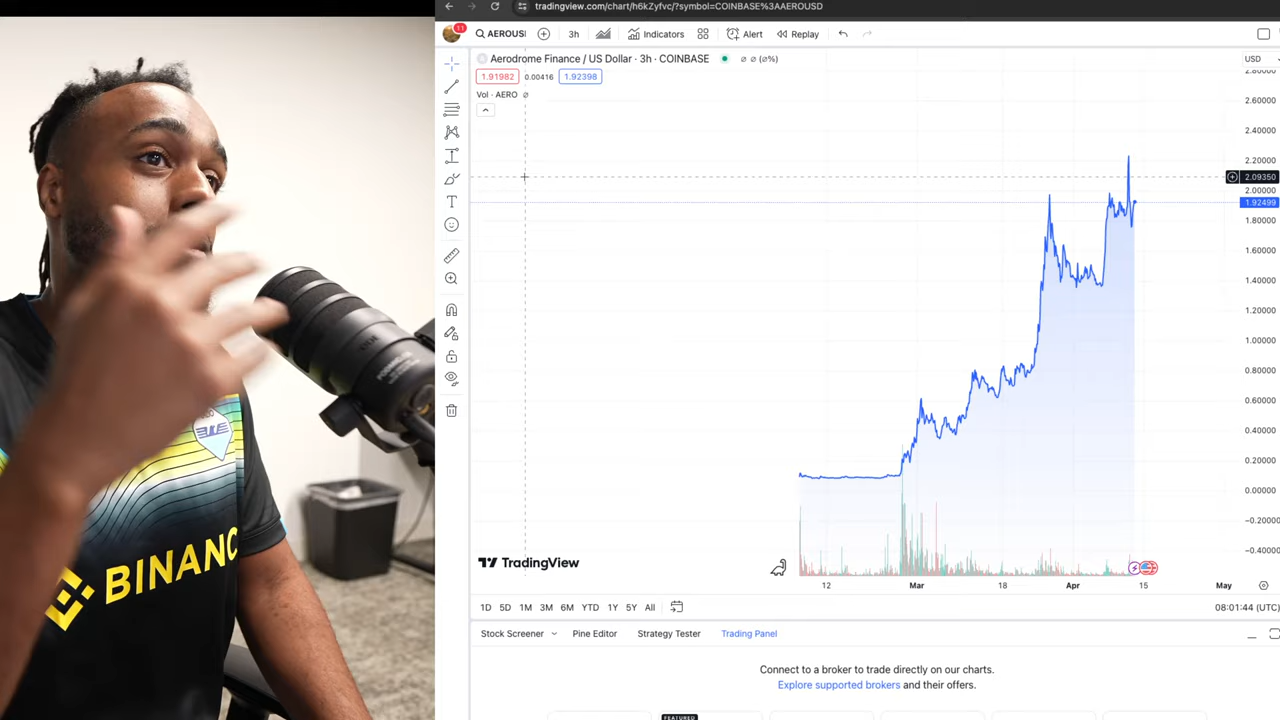 tradingview.com/chart/h6kZyfvc/?symbol=COINBASE%3AAEROUSD
11
AEROUSI
3h
Indicators
Alert
Replay
Aerodrome Finance / US Dollar · 3h · COINBASE
(∅%)
USD
1.91982
0.00416
1.92398
Vol · AERO
2.80000
2.60000
2.40000
2.20000
2.09350
2.00000
1.92499
1.80000
1.60000
1.40000
1.20000
1.00000
0.80000
0.60000
0.40000
0.20000
0.00000
−0.20000
−0.40000
BINANC
TradingView
12
Mar
18
Apr
15
May
1D
5D
1M
3M
6M
YTD
1Y
5Y
All
08:01:44 (UTC
Stock Screener
Pine Editor
Strategy Tester
Trading Panel
Connect to a broker to trade directly on our charts.
Explore supported brokers and their offers.
FEATURED